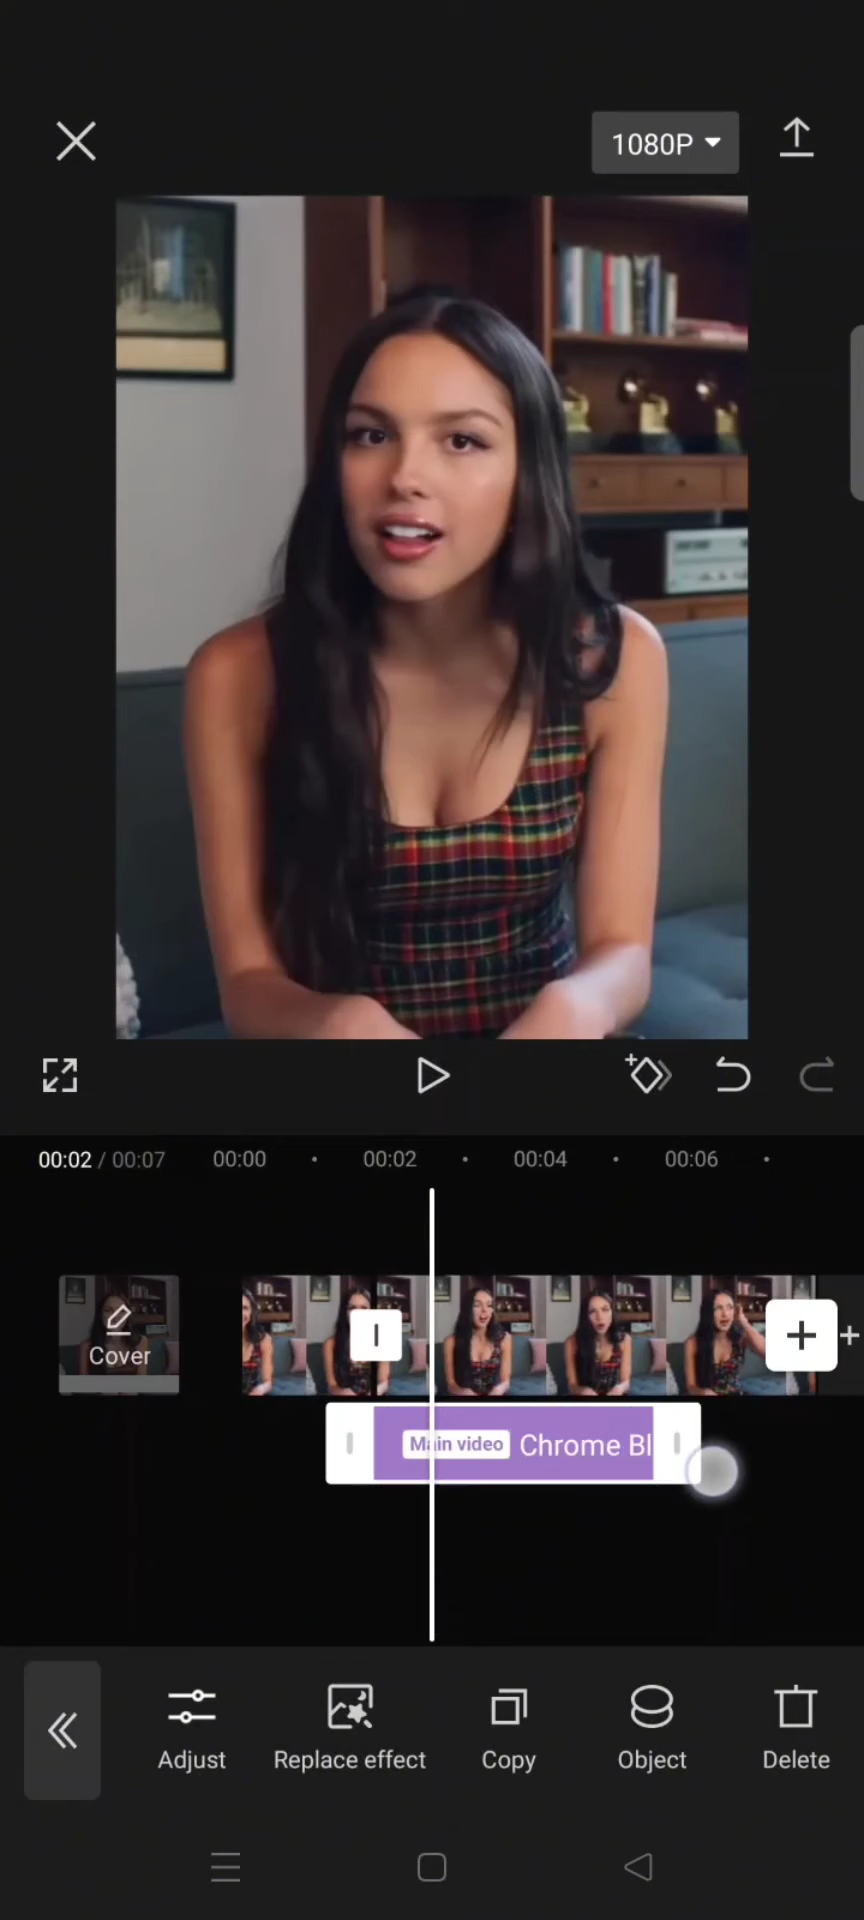 1080P
00:02 / 00:07 00:00 00:02 00:04 00:06
Cover
Main video Chrome Bl
Adjust Replace effect Copy Object Delete